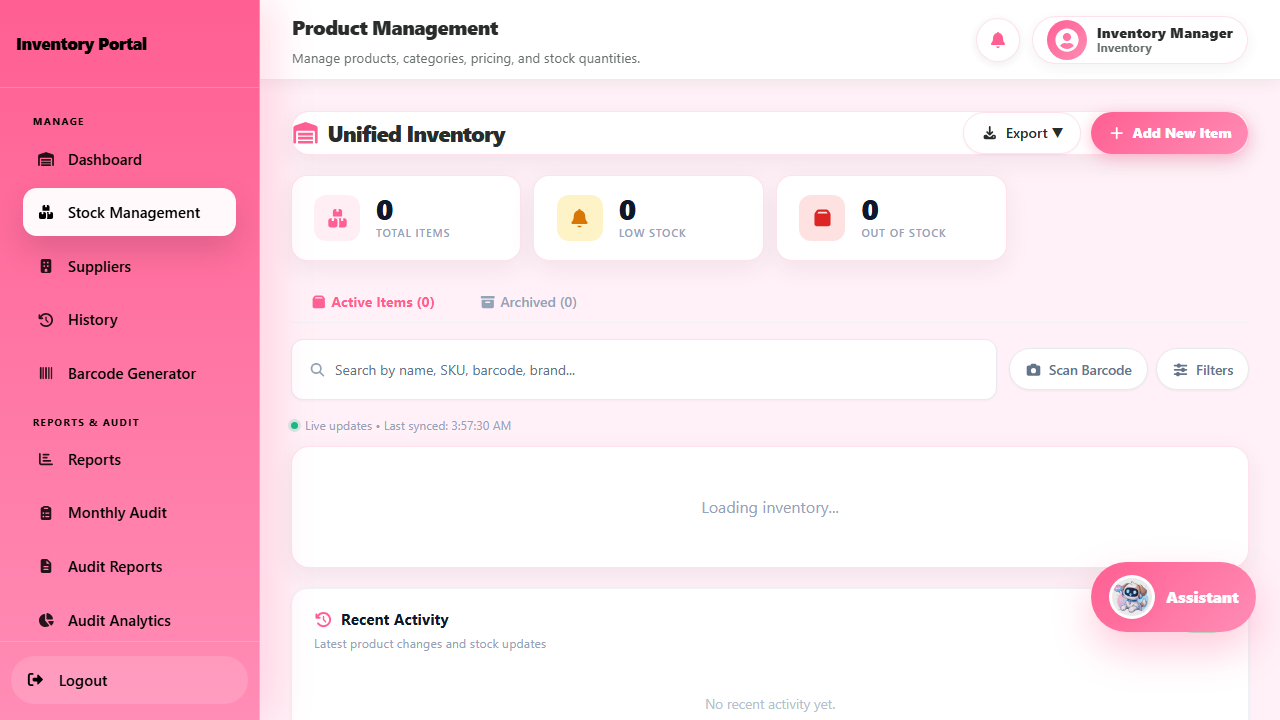 Inventory Portal
MANAGE
Dashboard
Stock Management
Suppliers
History
Barcode Generator
REPORTS & AUDIT
Reports
Monthly Audit
Audit Reports
Audit Analytics
Logout
Product Management
Manage products, categories, pricing, and stock quantities.
Inventory Manager
Inventory
Unified Inventory
Export ▼
Add New Item
0
TOTAL ITEMS
0
LOW STOCK
0
OUT OF STOCK
Active Items (0)
Archived (0)
Search by name, SKU, barcode, brand...
Scan Barcode
Filters
Live updates • Last synced: 3:57:30 AM
Loading inventory...
Recent Activity
Latest product changes and stock updates
No recent activity yet.
Assistant